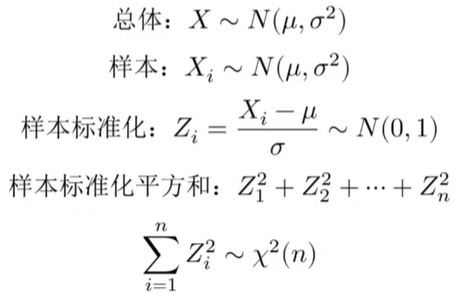 总体：X ∼ N(μ, σ²)
样本：Xᵢ ∼ N(μ, σ²)
样本标准化：Zᵢ = (Xᵢ − μ)/σ ∼ N(0, 1)
样本标准化平方和：Z₁² + Z₂² + ··· + Zₙ²
∑ᵢ₌₁ⁿ Zᵢ² ∼ χ²(n)